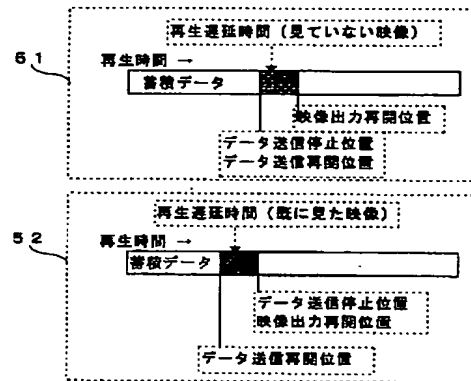 再生遅延時間（見ていない映像）
51
再生時間 →
蓄積データ
映像出力再開位置
データ送信停止位置
データ送信再開位置
再生遅延時間（既に見た映像）
52
再生時間 →
蓄積データ
データ送信停止位置
映像出力再開位置
データ送信再開位置